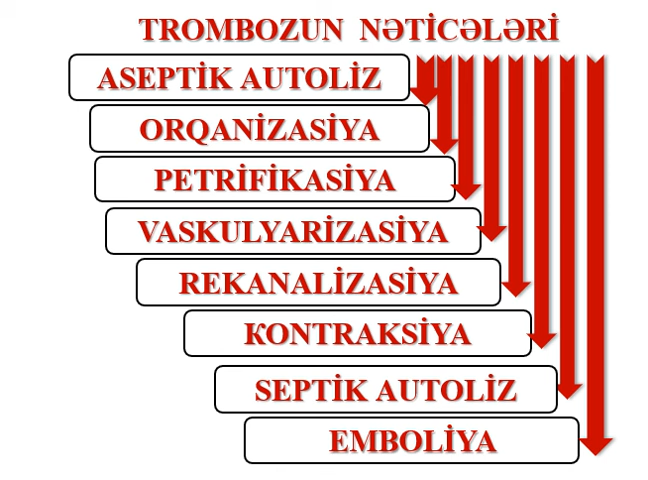 TROMBOZUN NƏTİCƏLƏRİ
ASEPTİK AUTOLİZ
ORQANİZASİYA
PETRİFİKASİYA
VASKULYARİZASİYA
REKANALİZASİYA
KONTRAKSİYA
SEPTİK AUTOLİZ
EMBOLİYA